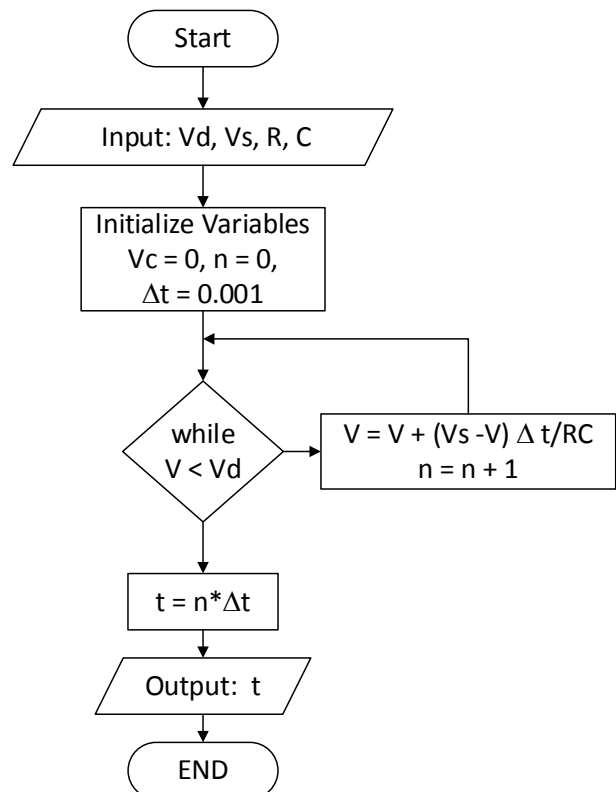 Start
Input: Vd, Vs, R, C
Initialize Variables
Vc = 0, n = 0,
Δt = 0.001
while
V < Vd
V = V + (Vs -V) Δ t/RC
n = n + 1
t = n*Δt
Output: t
END